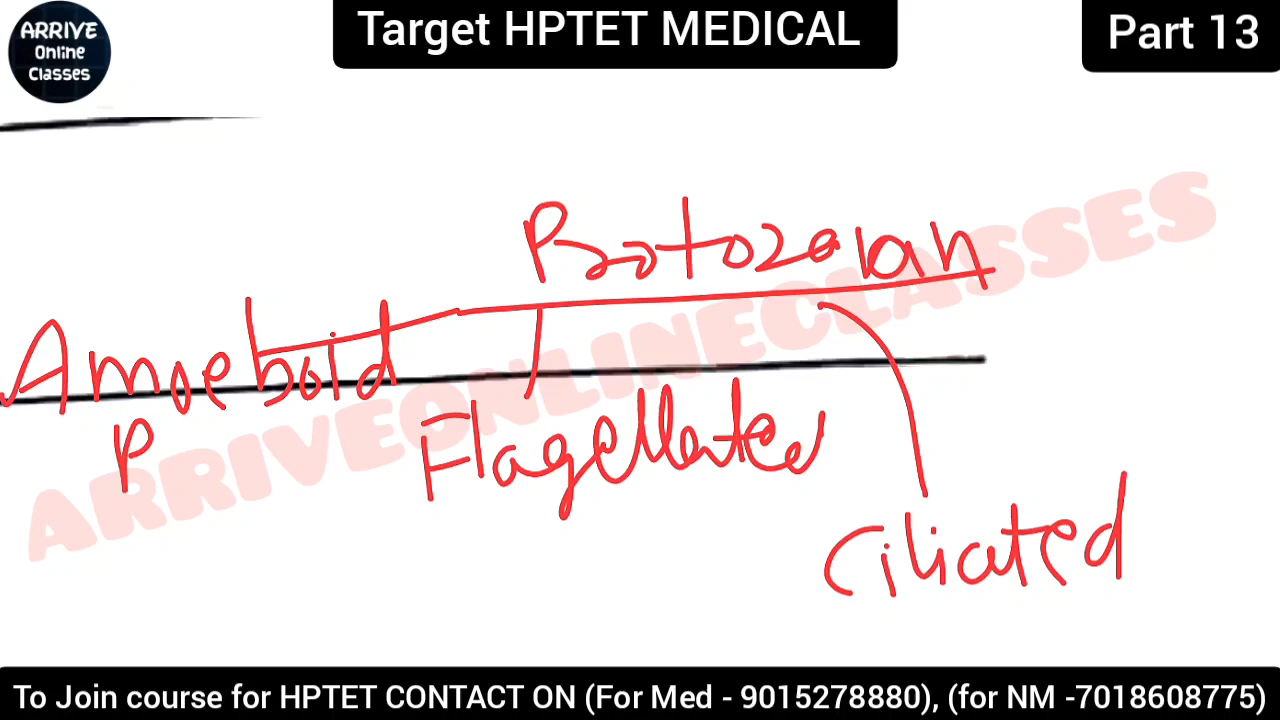 ARRIVE
Online
Classes
Target HPTET MEDICAL
Part 13
Protozoan
Amoeboid
P
Flagellated
Ciliated
ARRIVEONLINECLASSES
To Join course for HPTET CONTACT ON (For Med - 9015278880), (for NM -7018608775)